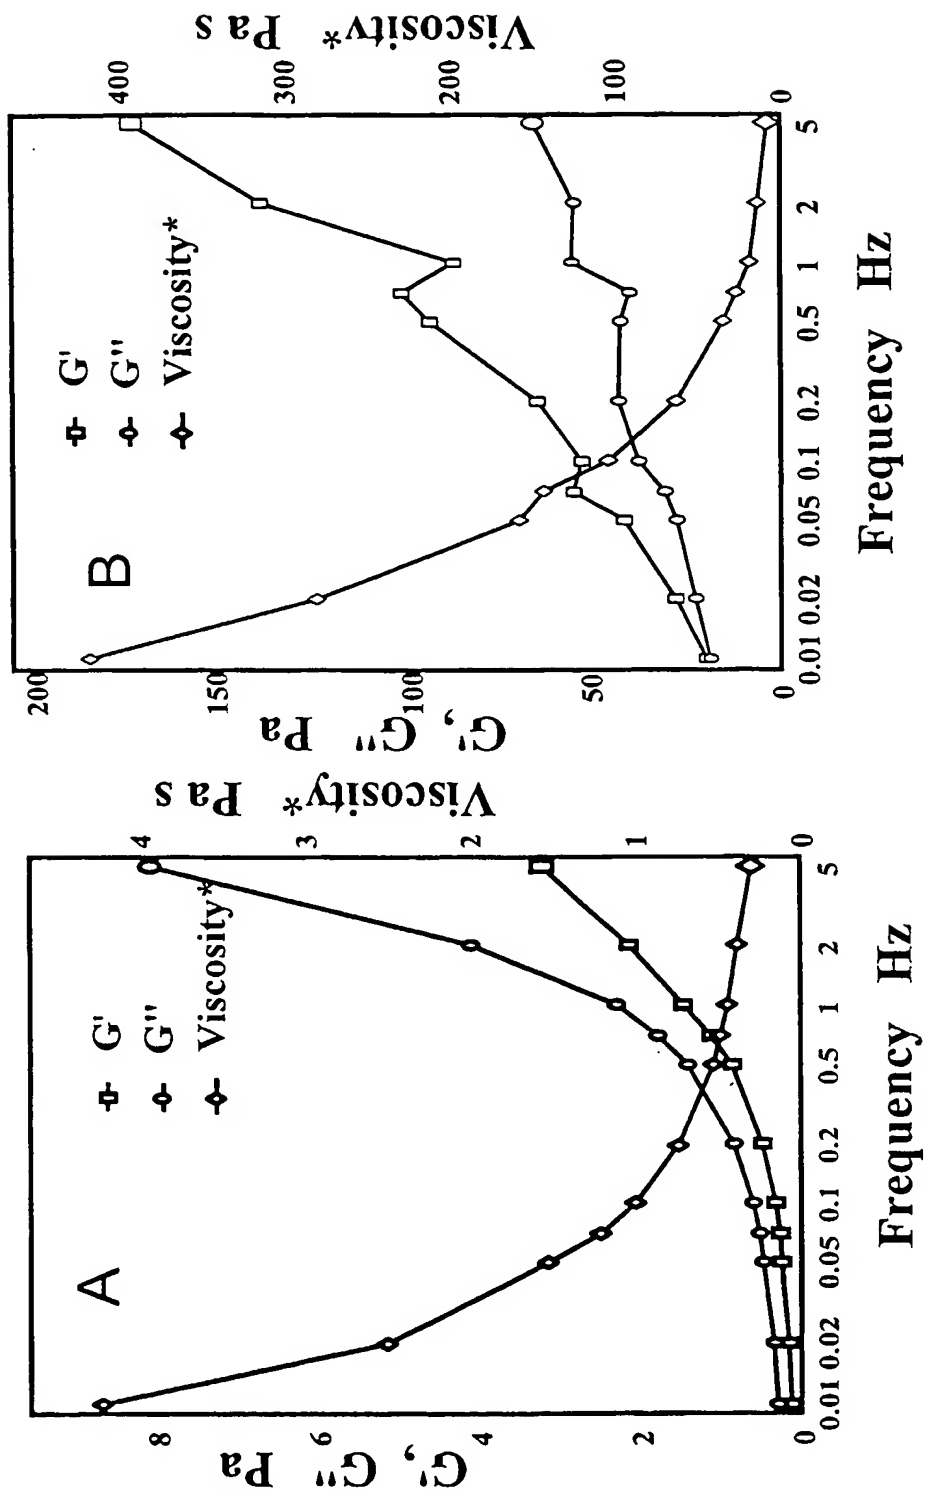 A
G'
G''
Viscosity*
G', G'' Pa
8
6
4
2
0
Viscosity* Pa s
4
3
2
1
0
0.01 0.02 0.05 0.1 0.2 0.5 1 2 5
Frequency Hz
B
G'
G''
Viscosity*
G', G'' Pa
200
150
100
50
0
Viscosity* Pa s
400
300
200
100
0
0.01 0.02 0.05 0.1 0.2 0.5 1 2 5
Frequency Hz